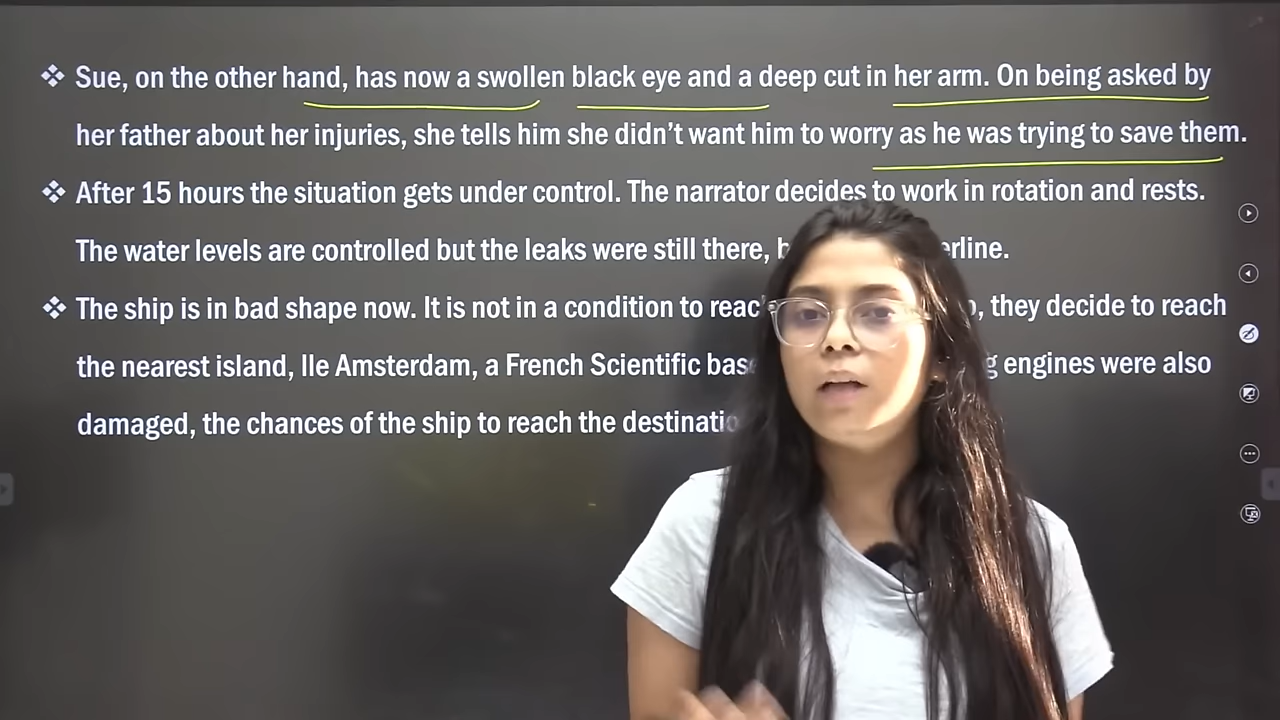 ❖ Sue, on the other hand, has now a swollen black eye and a deep cut in her arm. On being asked by
her father about her injuries, she tells him she didn't want him to worry as he was trying to save them.
❖ After 15 hours the situation gets under control. The narrator decides to work in rotation and rests.
The water levels are controlled but the leaks were still there,
❖ The ship is in bad shape now. It is not in a condition to they decide to reach
the nearest island, Ile Amsterdam, a French Scientific engines were also
damaged, the chances of the ship to reach the